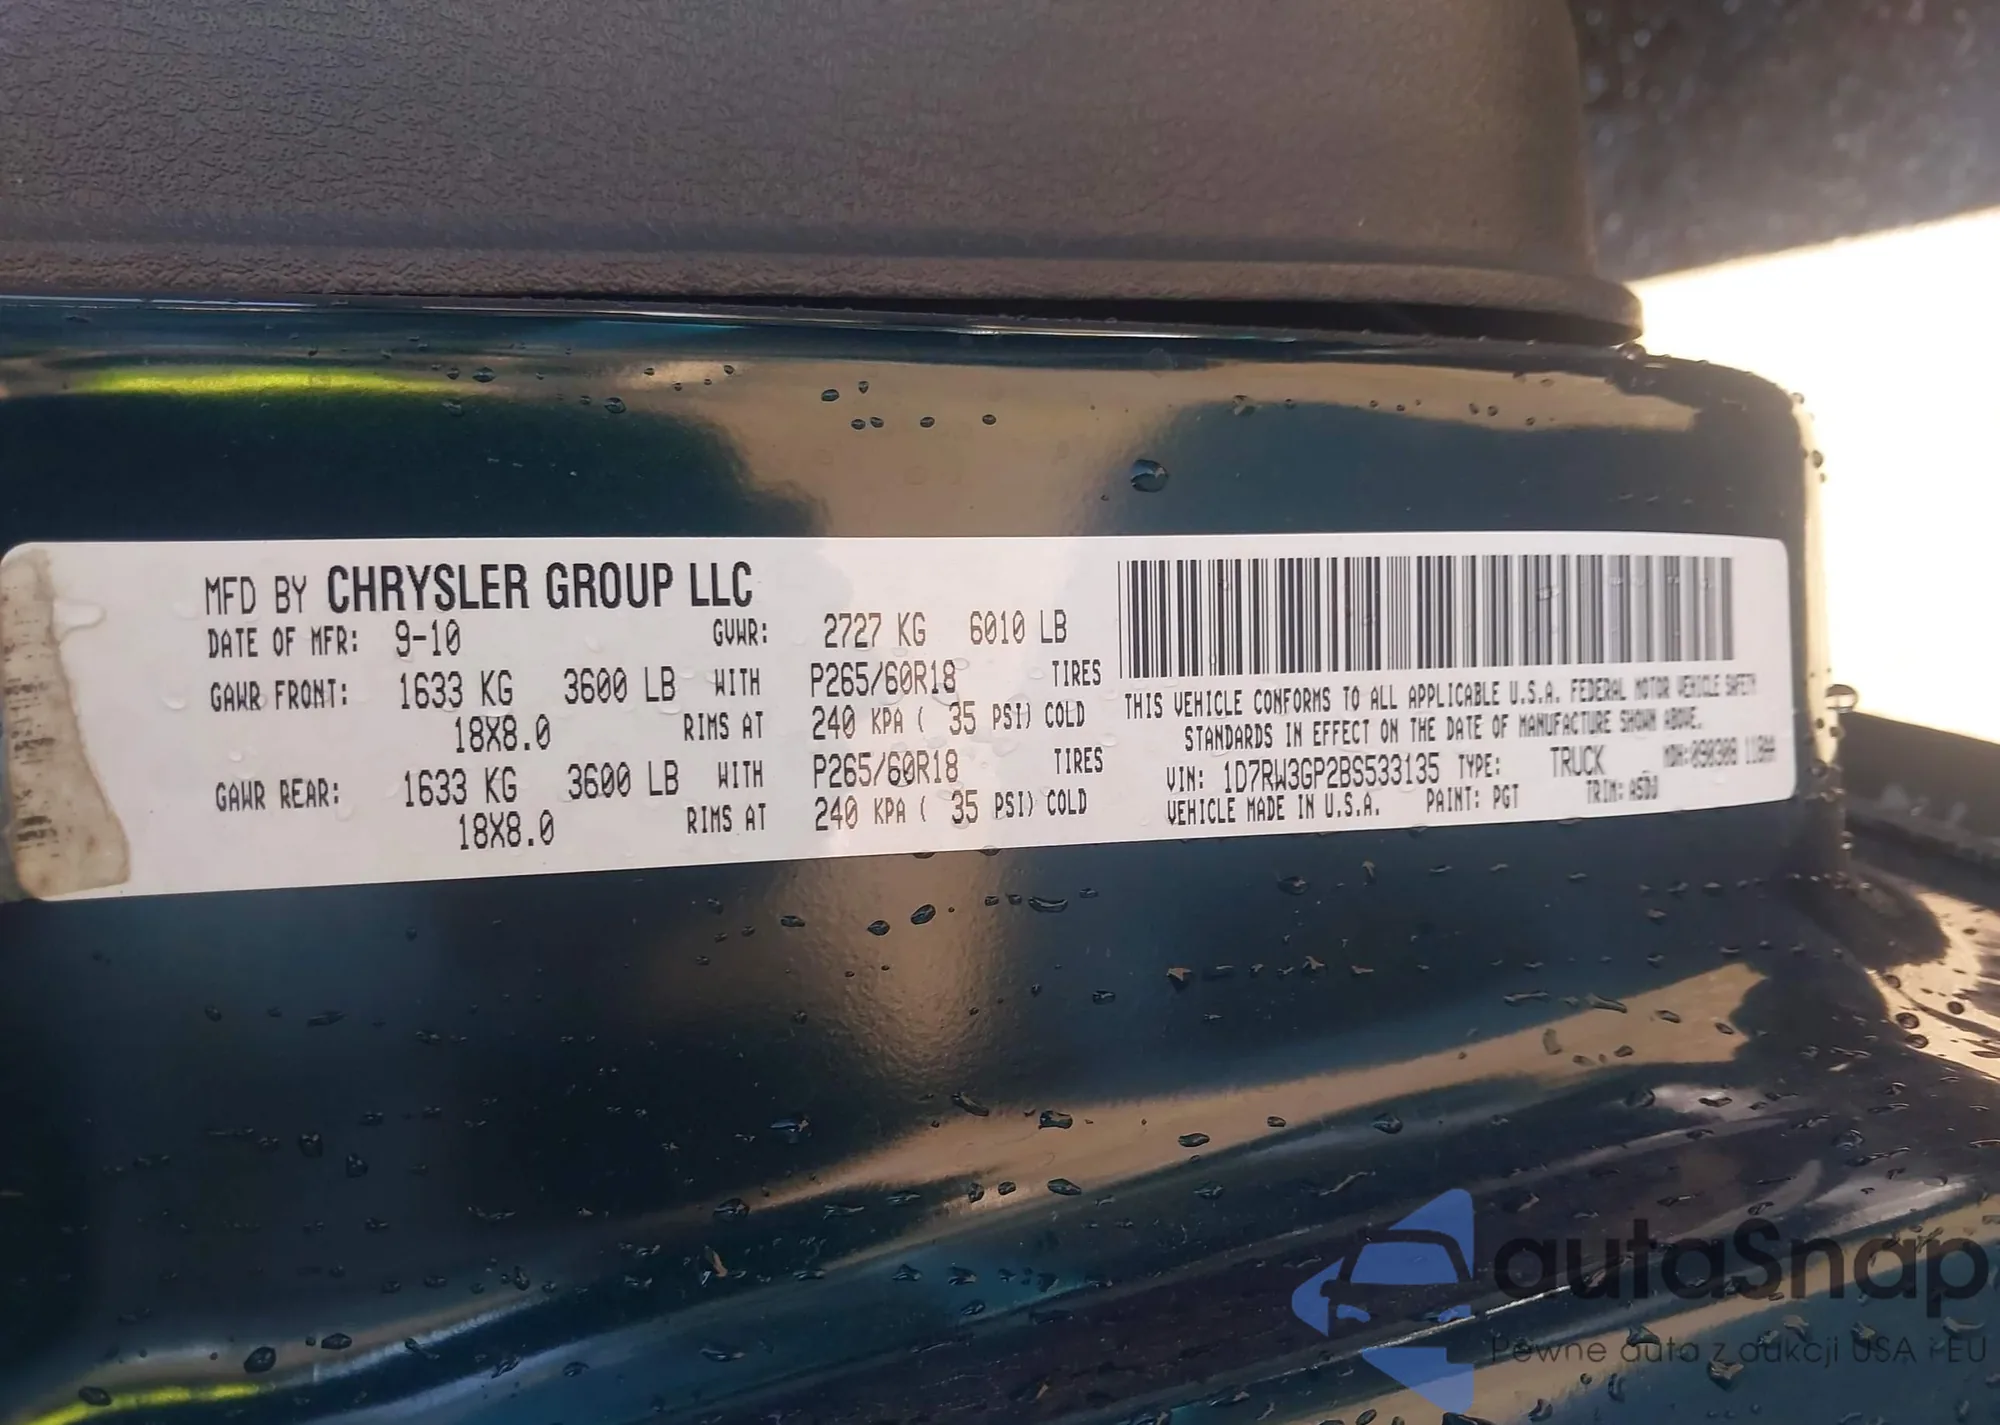 MFD BY CHRYSLER GROUP LLC
DATE OF MFR: 9-10 GVWR: 2727 KG 6010 LB
GAWR FRONT: 1633 KG 3600 LB WITH P265/60R18 TIRES
18X8.0 RIMS AT 240 KPA ( 35 PSI) COLD
GAWR REAR: 1633 KG 3600 LB WITH P265/60R18 TIRES
18X8.0 RIMS AT 240 KPA ( 35 PSI) COLD
THIS VEHICLE CONFORMS TO ALL APPLICABLE U.S.A. FEDERAL MOTOR VEHICLE SAFETY
STANDARDS IN EFFECT ON THE DATE OF MANUFACTURE SHOWN ABOVE.
VIN: 1D7RW3GP2BS533135 TYPE: TRUCK MDH:090308 118AA
VEHICLE MADE IN U.S.A. PAINT: PGT TRIM:
autaSnap
Pewne auta z aukcji USA i EU